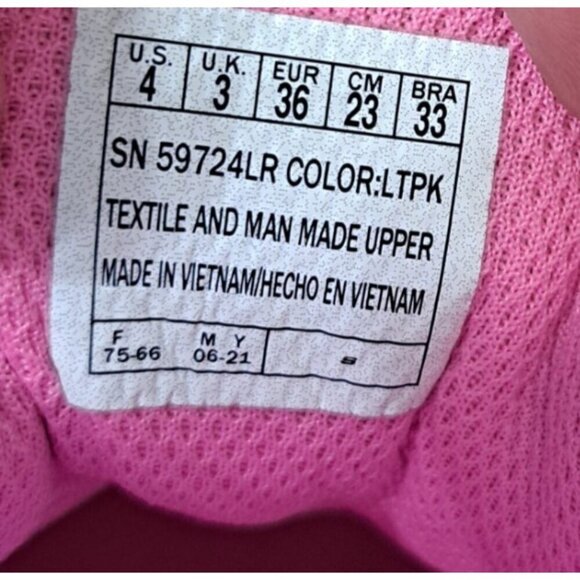 U.S. U.K. EUR CM BRA
4 3 36 23 33
SN 59724LR COLOR:LTPK
TEXTILE AND MAN MADE UPPER
MADE IN VIETNAM/HECHO EN VIETNAM
F M Y
75-66 06-21